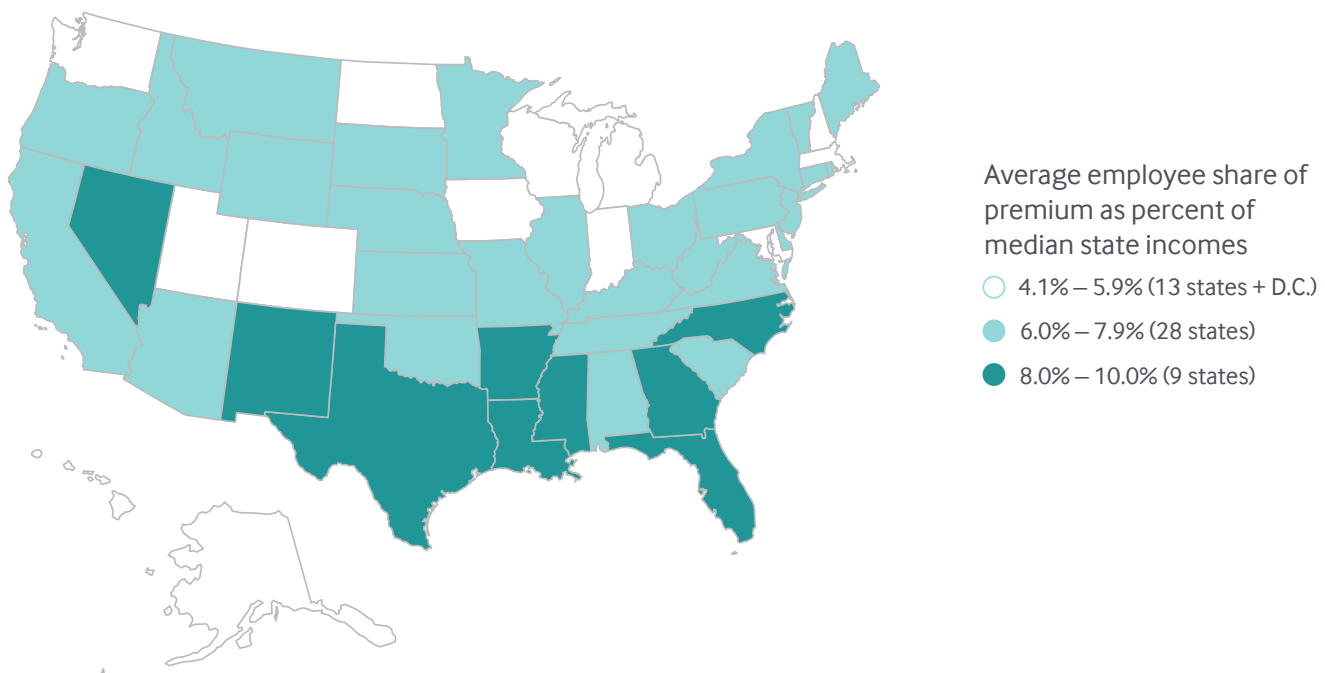 Average employee share of
premium as percent of
median state incomes
4.1% – 5.9% (13 states + D.C.)
6.0% – 7.9% (28 states)
8.0% – 10.0% (9 states)